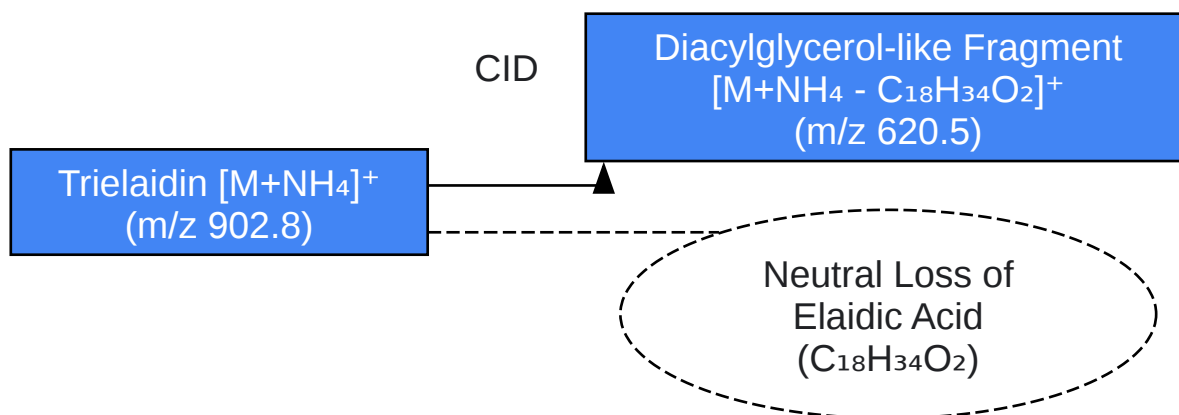 CID
Diacylglycerol-like Fragment
[M+NH₄ - C₁₈H₃₄O₂]⁺
(m/z 620.5)
Trielaidin [M+NH₄]⁺
(m/z 902.8)
Neutral Loss of
Elaidic Acid
(C₁₈H₃₄O₂)